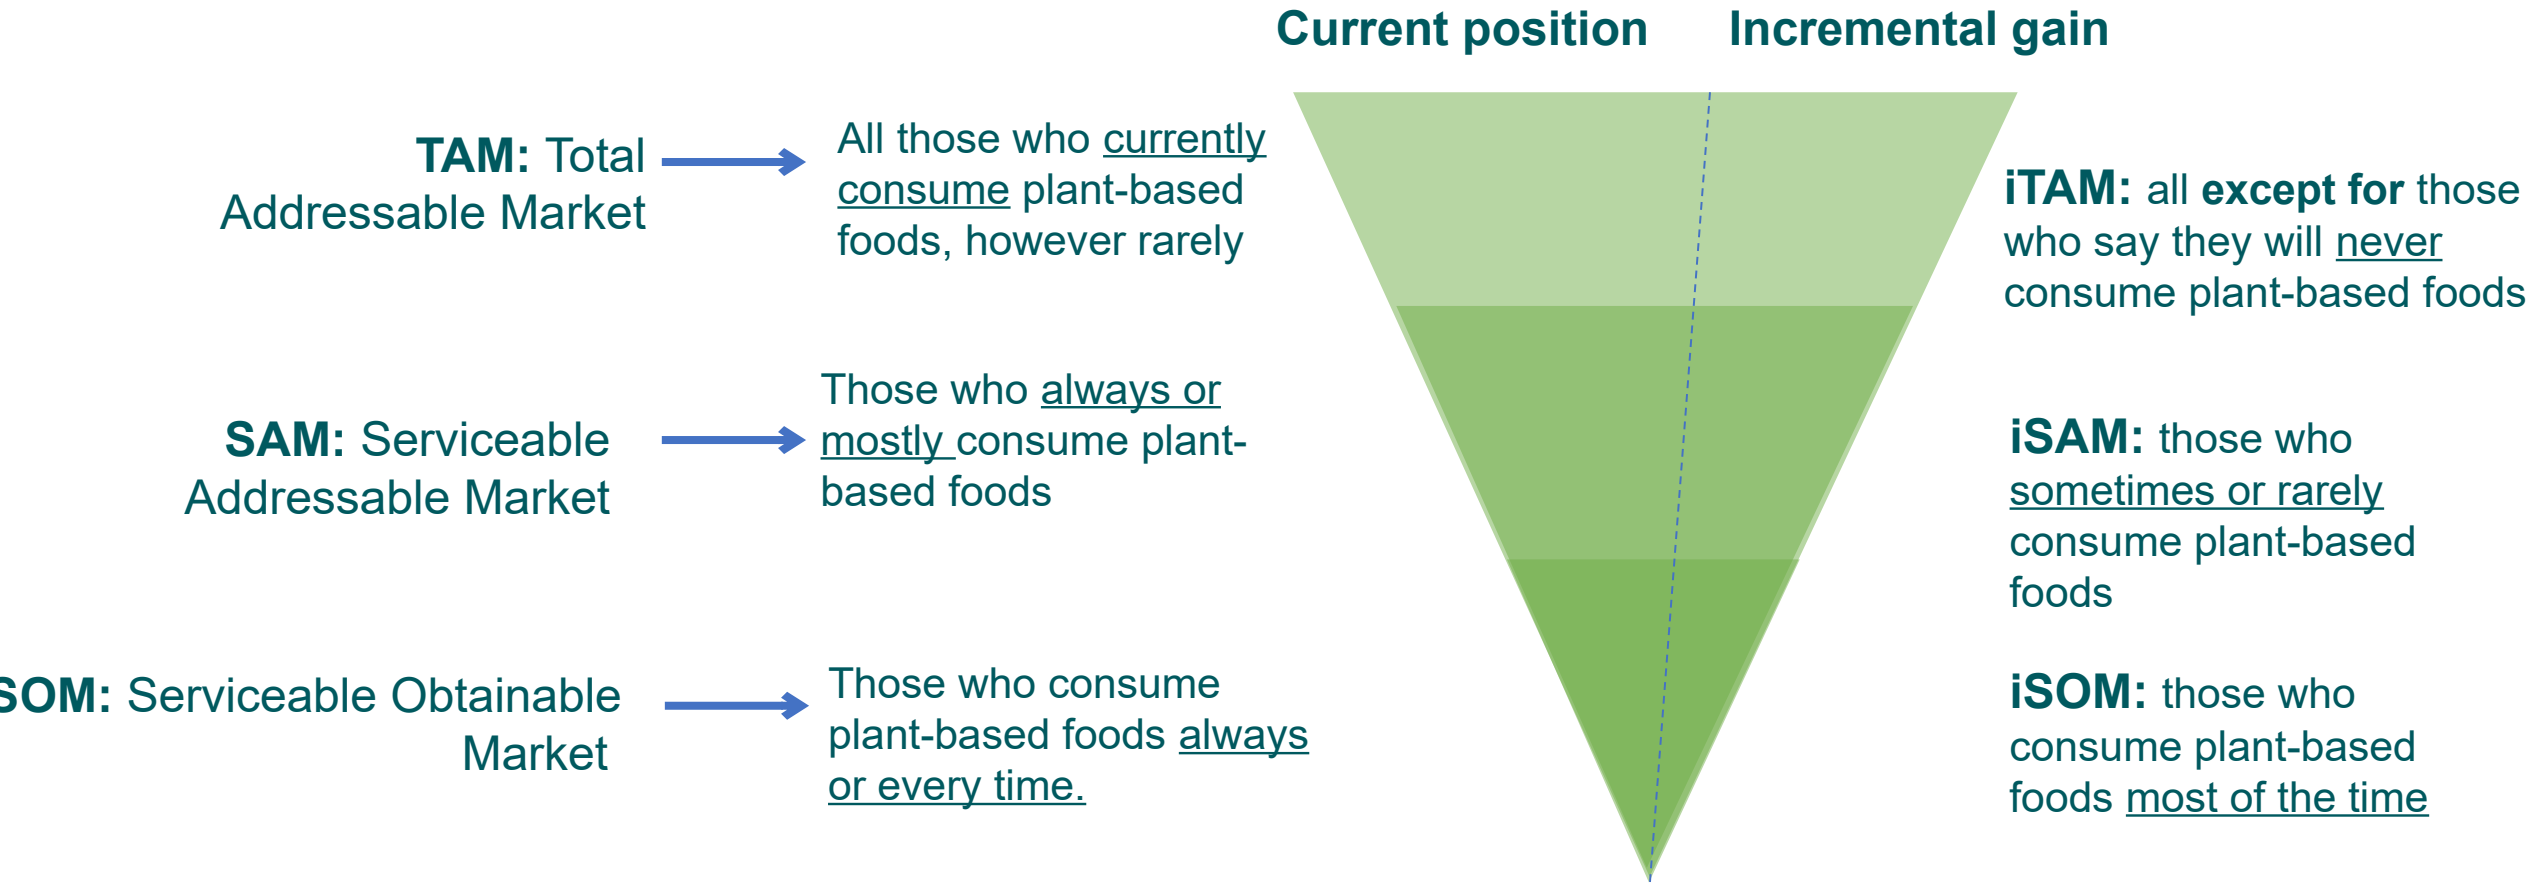 Current position
Incremental gain
TAM: Total
Addressable Market
All those who currently
consume plant-based
foods, however rarely
iTAM: all except for those
who say they will never
consume plant-based foods
SAM: Serviceable
Addressable Market
Those who always or
mostly consume plant-
based foods
iSAM: those who
sometimes or rarely
consume plant-based
foods
SOM: Serviceable Obtainable
Market
Those who consume
plant-based foods always
or every time.
iSOM: those who
consume plant-based
foods most of the time